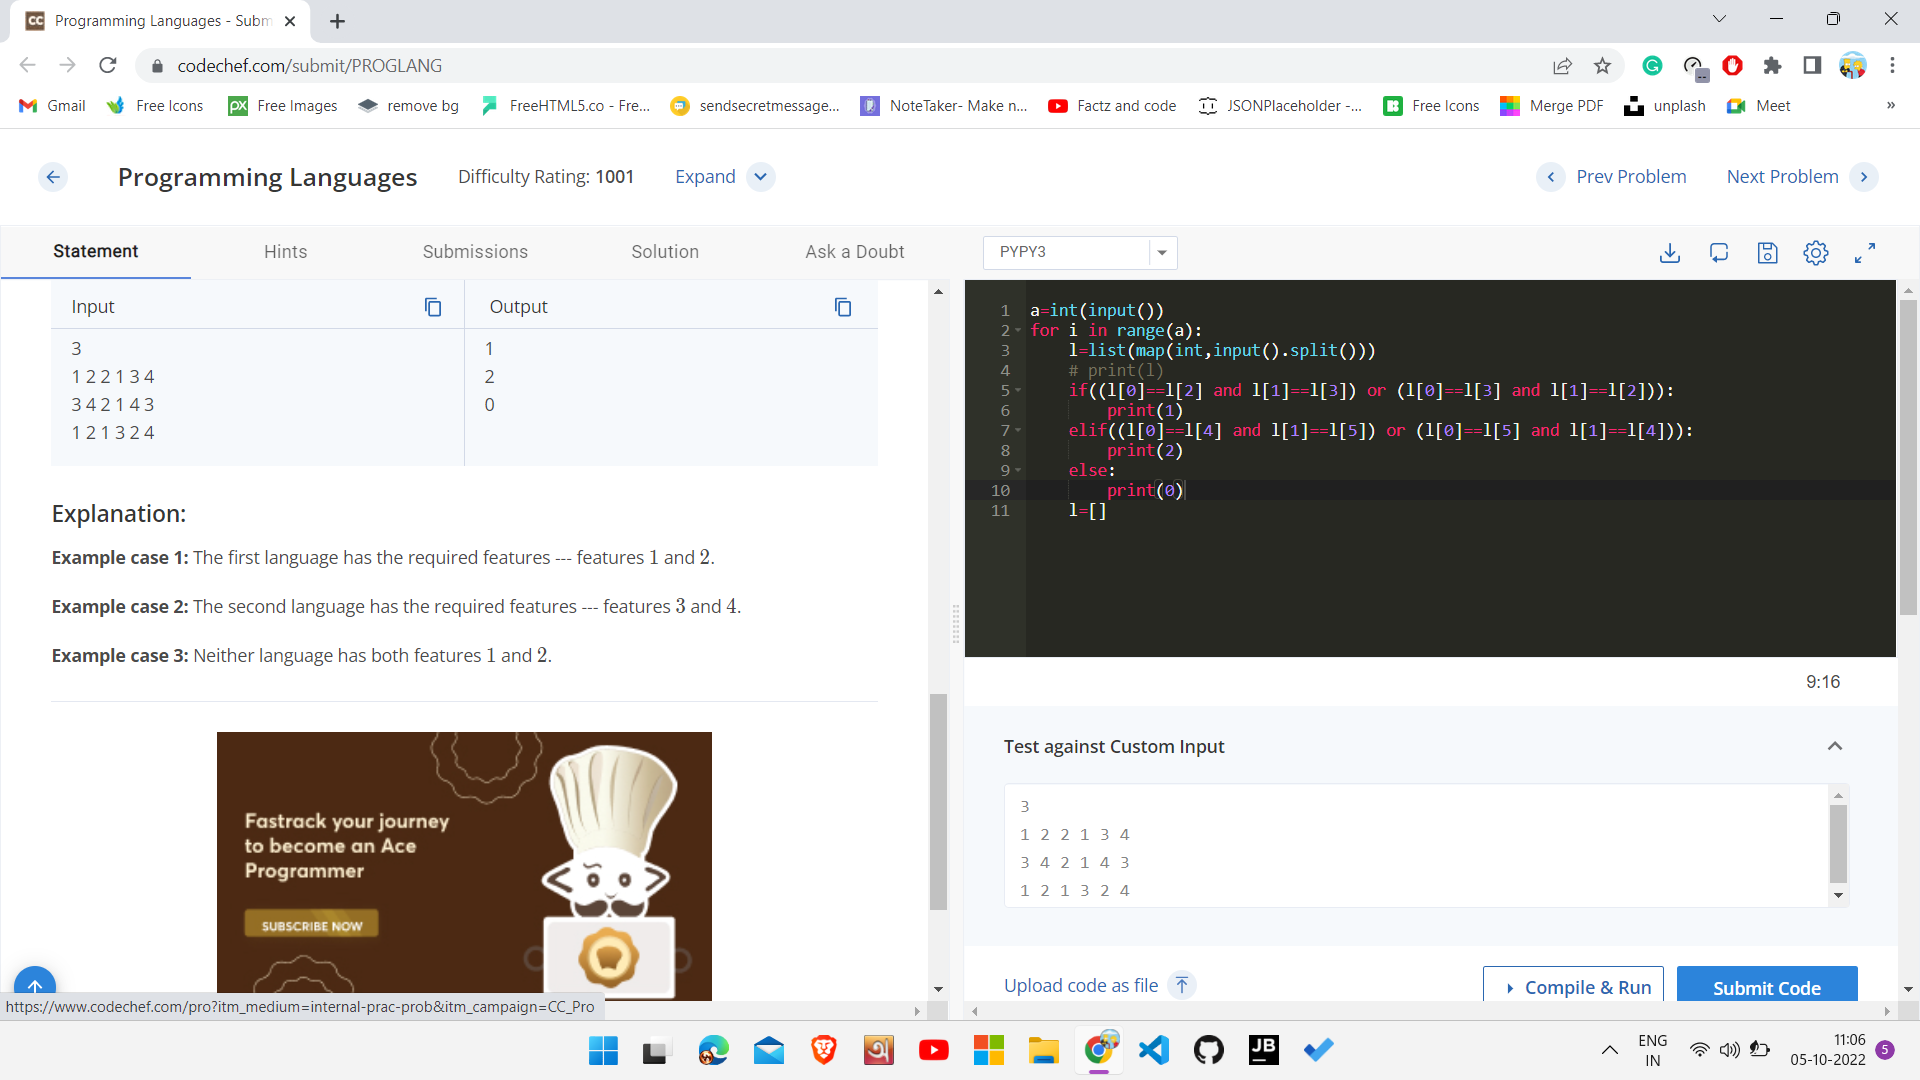 CC Programming Languages - Subm
codechef.com/submit/PROGLANG
Gmail
Free Icons
px Free Images
remove bg
FreeHTML5.co - Fre...
sendsecretmessage...
NoteTaker- Make n...
Factz and code
JSONPlaceholder -...
Free Icons
Merge PDF
unplash
Meet
»
Programming Languages
Difficulty Rating: 1001
Expand
Prev Problem
Next Problem
Statement
Hints
Submissions
Solution
Ask a Doubt
PYPY3
Input
Output
3
1 2 2 1 3 4
3 4 2 1 4 3
1 2 1 3 2 4
1
2
0
Explanation:
Example case 1: The first language has the required features --- features 1 and 2.
Example case 2: The second language has the required features --- features 3 and 4.
Example case 3: Neither language has both features 1 and 2.
Fastrack your journey
to become an Ace
Programmer
SUBSCRIBE NOW
https://www.codechef.com/pro?itm_medium=internal-prac-prob&itm_campaign=CC_Pro
1 a=int(input())
2 for i in range(a):
3     l=list(map(int,input().split()))
4     # print(l)
5     if((l[0]==l[2] and l[1]==l[3]) or (l[0]==l[3] and l[1]==l[2])):
6         print(1)
7     elif((l[0]==l[4] and l[1]==l[5]) or (l[0]==l[5] and l[1]==l[4])):
8         print(2)
9     else:
10         print(0)
11     l=[]
9:16
Test against Custom Input
3
1 2 2 1 3 4
3 4 2 1 4 3
1 2 1 3 2 4
Upload code as file
Compile & Run
Submit Code
JB
ENG
IN
11:06
05-10-2022
5